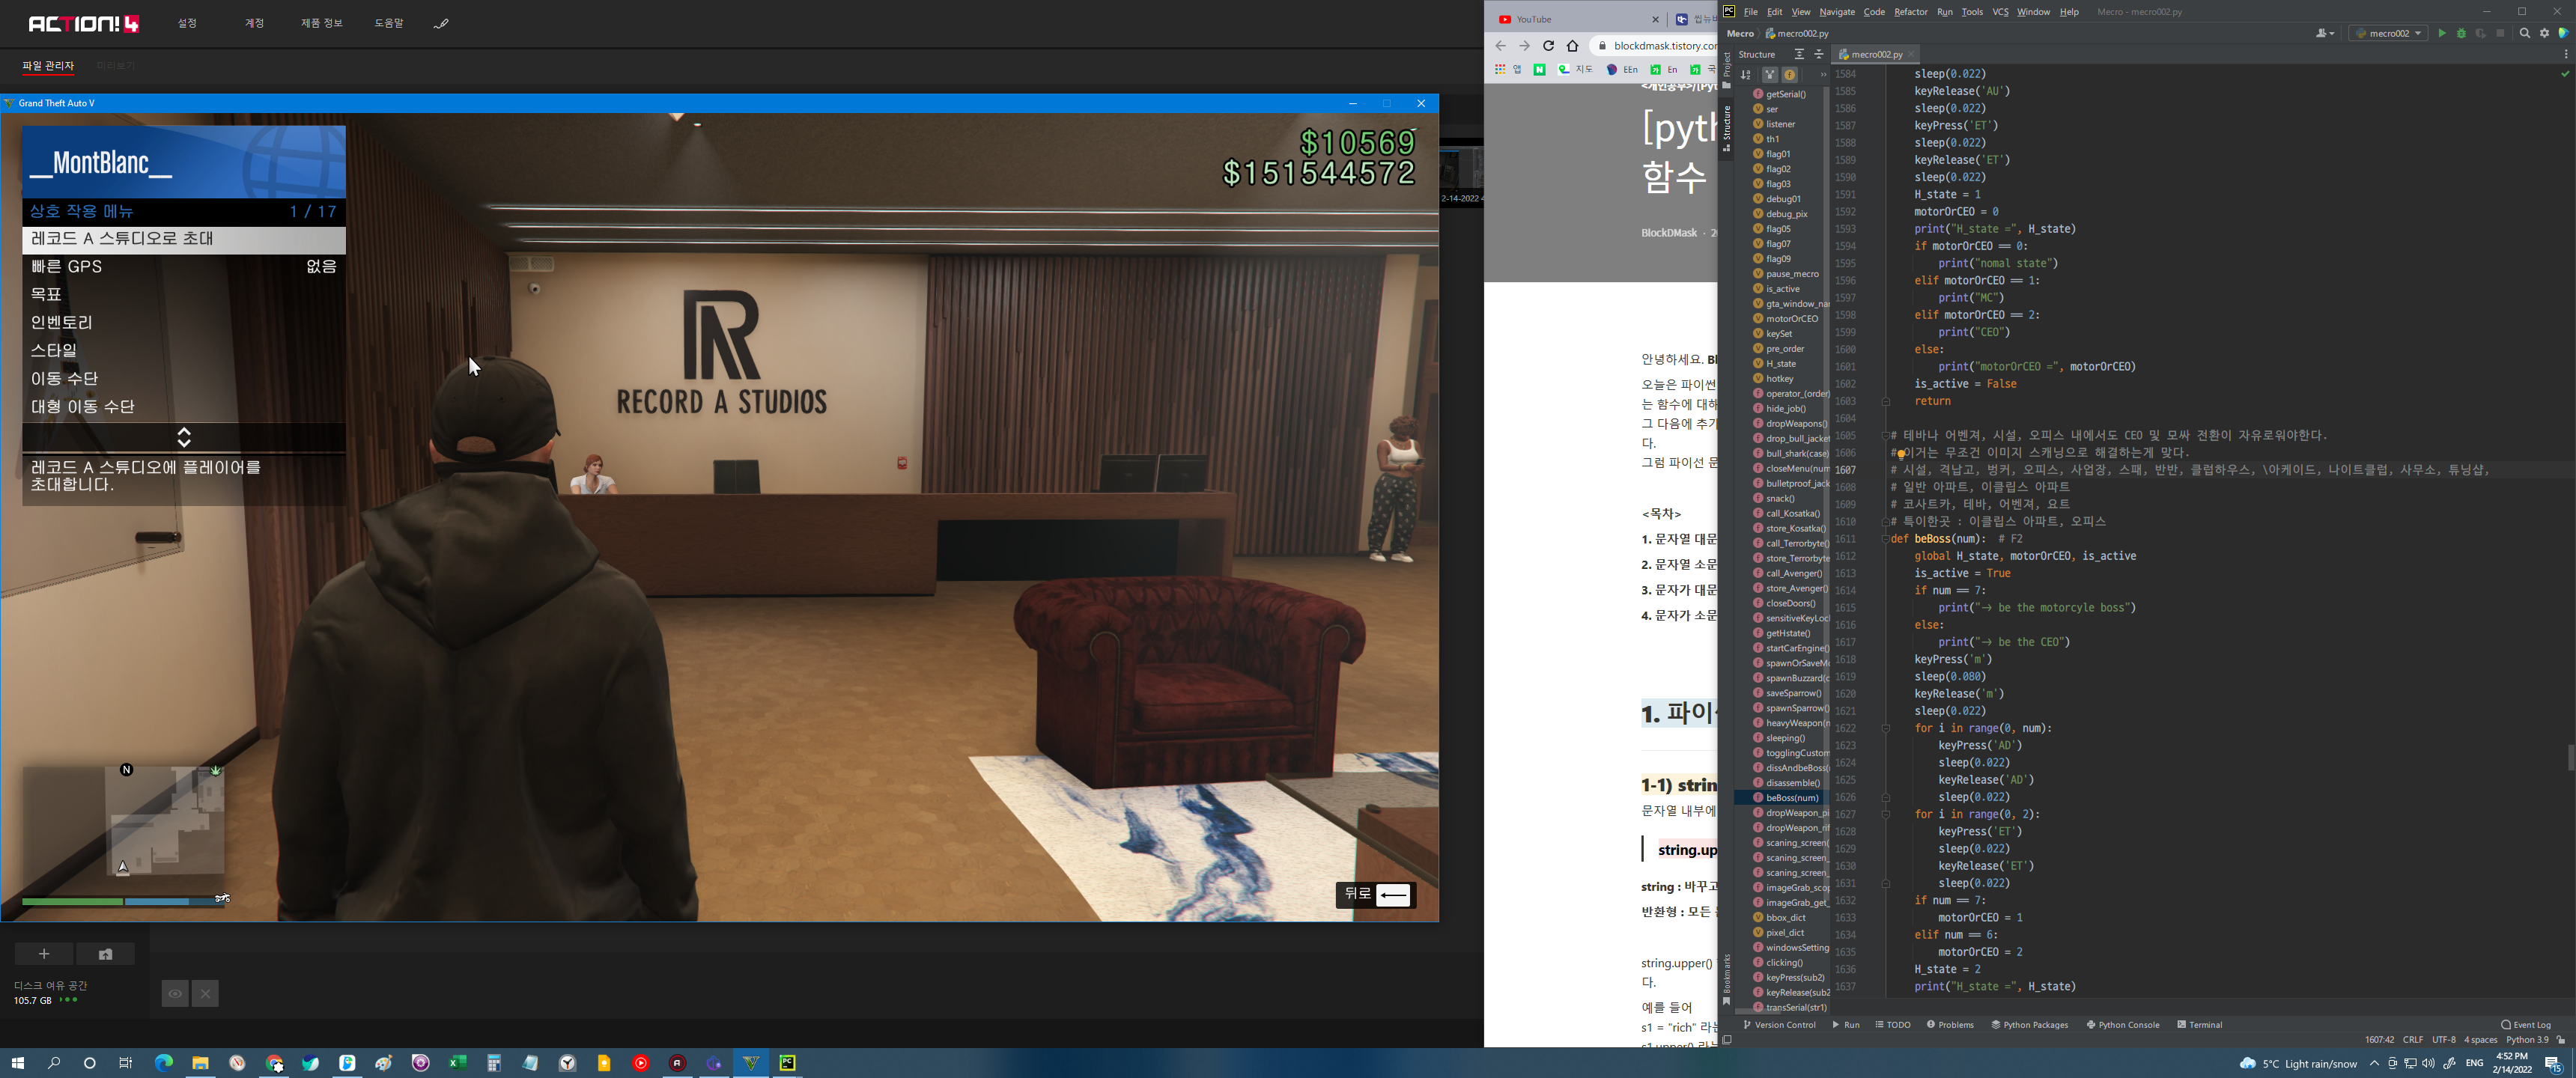 ACTION! 4
설정
계정
제품 정보
도움말
파일 관리자
미리보기
Grand Theft Auto V
__MontBlanc__
상호 작용 메뉴 1 / 17
레코드 A 스튜디오로 초대
빠른 GPS 없음
목표
인벤토리
스타일
이동 수단
대형 이동 수단
레코드 A 스튜디오에 플레이어를
초대합니다.
$10569
$151544572
R
RECORD A STUDIOS
N
뒤로
디스크 여유 공간
105.7 GB
2-14-2022
YouTube
blockdmask.tistory.com
앱
지도
EEn
En
[pyth
함수
BlockDMask
안녕하세요. Bl
오늘은 파이썬
는 함수에 대해
그 다음에 추가
다.
그럼 파이선 문
<목차>
1. 문자열 대문
2. 문자열 소문
3. 문자가 대문
4. 문자가 소문
1. 파이
1-1) strin
문자열 내부에
string.up
string : 바꾸고
반환형 : 모든
string.upper()
다.
예를 들어
s1 = "rich" 라는
s1.upper() 라
File Edit View Navigate Code Refactor Run Tools VCS Window Help Mecro - mecro002.py
Mecro mecro002.py
mecro002
Project
Structure
Structure
mecro002.py
getSerial()
ser
listener
th1
flag01
flag02
flag03
debug01
debug_pix
flag05
flag07
flag09
pause_mecro
is_active
gta_window_na
motorOrCEO
keySet
pre_order
H_state
hotkey
operator_(order)
hide_job()
dropWeapons()
drop_bull_jacket
bull_shark(case)
closeMenu(num
bulletproof_jack
snack()
call_Kosatka()
store_Kosatka()
call_Terrorbyte()
store_Terrorbyte
call_Avenger()
store_Avenger()
closeDoors()
sensitiveKeyLoc
getHstate()
startCarEngine()
spawnOrSaveMo
spawnBuzzard(c
saveSparrow()
spawnSparrow()
heavyWeapon(n
sleeping()
togglingCustom
dissAndbeBoss(
disassemble()
beBoss(num)
dropWeapon_pi
dropWeapon_rif
scaning_screen(
scaning_screen_
scaning_screen_
imageGrab_scop
imageGrab_get_
bbox_dict
pixel_dict
windowsSetting
clicking()
keyPress(sub2)
keyRelease(sub2
transSerial(str1)
1584 sleep(0.022)
1585 keyRelease('AU')
1586 sleep(0.022)
1587 keyPress('ET')
1588 sleep(0.022)
1589 keyRelease('ET')
1590 sleep(0.022)
1591 H_state = 1
1592 motorOrCEO = 0
1593 print("H_state =", H_state)
1594 if motorOrCEO == 0:
1595 print("nomal state")
1596 elif motorOrCEO == 1:
1597 print("MC")
1598 elif motorOrCEO == 2:
1599 print("CEO")
1600 else:
1601 print("motorOrCEO =", motorOrCEO)
1602 is_active = False
1603 return
1604
1605 # 테바나 어벤져, 시설, 오피스 내에서도 CEO 및 모싸 전환이 자유로워야한다.
1606 # 이거는 무조건 이미지 스캐닝으로 해결하는게 맞다.
1607 # 시설, 격납고, 벙커, 오피스, 사업장, 스패, 반반, 클럽하우스, \아케이드, 나이트클럽, 사무소, 튜닝샵,
1608 # 일반 아파트, 이클립스 아파트
1609 # 코사트카, 테바, 어벤져, 요트
1610 # 특이한곳 : 이클립스 아파트, 오피스
1611 def beBoss(num): # F2
1612 global H_state, motorOrCEO, is_active
1613 is_active = True
1614 if num == 7:
1615 print("-> be the motorcyle boss")
1616 else:
1617 print("-> be the CEO")
1618 keyPress('m')
1619 sleep(0.080)
1620 keyRelease('m')
1621 sleep(0.022)
1622 for i in range(0, num):
1623 keyPress('AD')
1624 sleep(0.022)
1625 keyRelease('AD')
1626 sleep(0.022)
1627 for i in range(0, 2):
1628 keyPress('ET')
1629 sleep(0.022)
1630 keyRelease('ET')
1631 sleep(0.022)
1632 if num == 7:
1633 motorOrCEO = 1
1634 elif num == 6:
1635 motorOrCEO = 2
1636 H_state = 2
1637 print("H_state =", H_state)
Bookmarks
Version Control Run TODO Problems Python Packages Python Console Terminal Event Log
1607:42 CRLF UTF-8 4 spaces Python 3.9
5°C Light rain/snow ENG 4:52 PM
2/14/2022
15